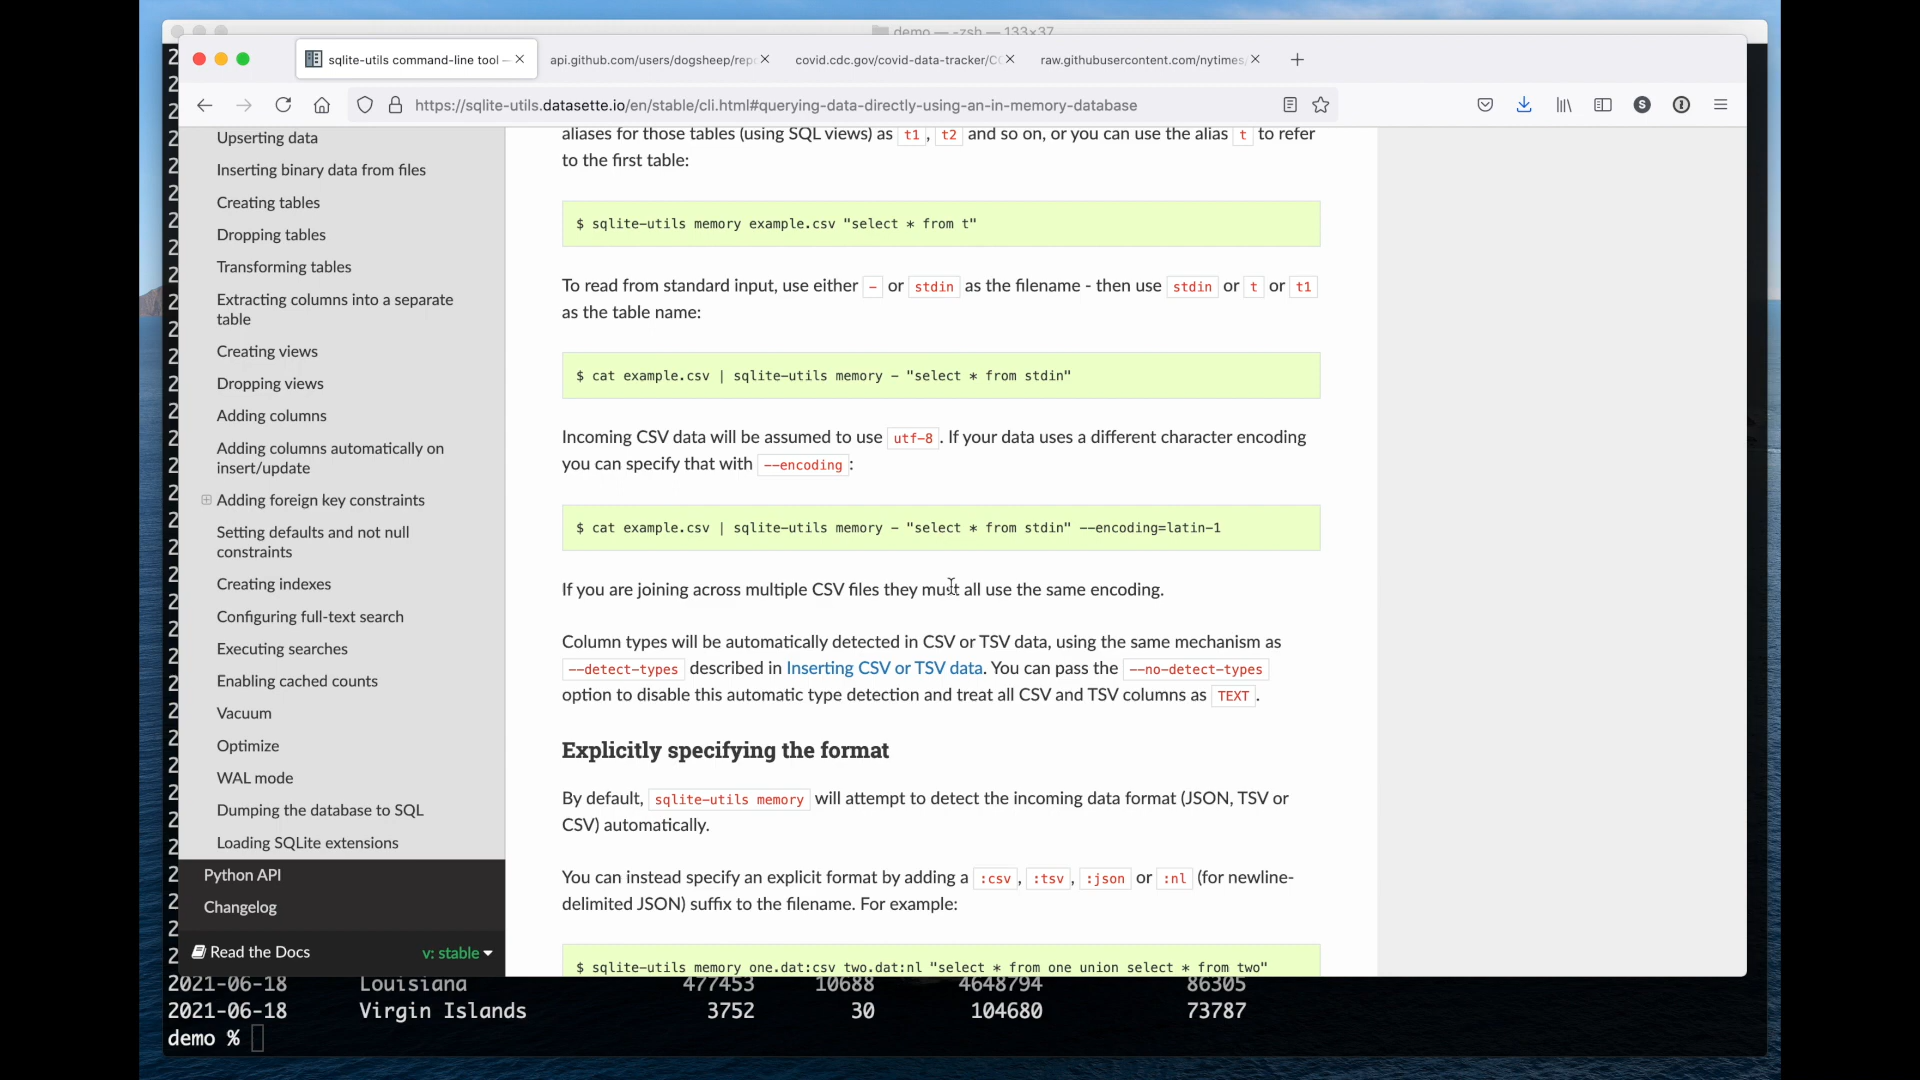 demo — -zsh — 133×37
sqlite-utils command-line tool —
api.github.com/users/dogsheep/repo
covid.cdc.gov/covid-data-tracker/CO
raw.githubusercontent.com/nytimes/
https://sqlite-utils.datasette.io/en/stable/cli.html#querying-data-directly-using-an-in-memory-database
Upserting data
Inserting binary data from files
Creating tables
Dropping tables
Transforming tables
Extracting columns into a separate
table
Creating views
Dropping views
Adding columns
Adding columns automatically on
insert/update
Adding foreign key constraints
Setting defaults and not null
constraints
Creating indexes
Configuring full-text search
Executing searches
Enabling cached counts
Vacuum
Optimize
WAL mode
Dumping the database to SQL
Loading SQLite extensions
Python API
Changelog
Read the Docs v: stable
aliases for those tables (using SQL views) as t1, t2 and so on, or you can use the alias t to refer
to the first table:
$ sqlite-utils memory example.csv "select * from t"
To read from standard input, use either - or stdin as the filename - then use stdin or t or t1
as the table name:
$ cat example.csv | sqlite-utils memory - "select * from stdin"
Incoming CSV data will be assumed to use utf-8. If your data uses a different character encoding
you can specify that with --encoding:
$ cat example.csv | sqlite-utils memory - "select * from stdin" --encoding=latin-1
If you are joining across multiple CSV files they must all use the same encoding.
Column types will be automatically detected in CSV or TSV data, using the same mechanism as
--detect-types described in Inserting CSV or TSV data. You can pass the --no-detect-types
option to disable this automatic type detection and treat all CSV and TSV columns as TEXT.
Explicitly specifying the format
By default, sqlite-utils memory will attempt to detect the incoming data format (JSON, TSV or
CSV) automatically.
You can instead specify an explicit format by adding a :csv, :tsv, :json or :nl (for newline-
delimited JSON) suffix to the filename. For example:
$ sqlite-utils memory one.dat:csv two.dat:nl "select * from one union select * from two"
2021-06-18 Louisiana 477453 10688 4648794 86305
2021-06-18 Virgin Islands 3752 30 104680 73787
demo %